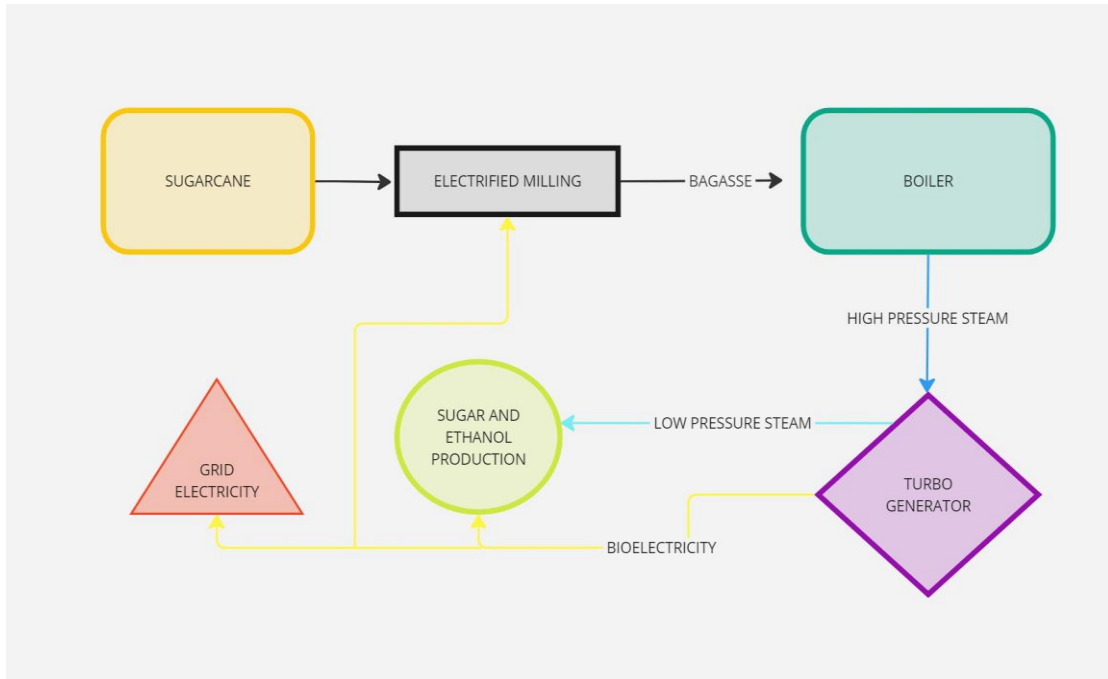 SUGARCANE
ELECTRIFIED MILLING
BAGASSE
BOILER
HIGH PRESSURE STEAM
SUGAR AND
ETHANOL
PRODUCTION
LOW PRESSURE STEAM
GRID
ELECTRICITY
TURBO
GENERATOR
BIOELECTRICITY